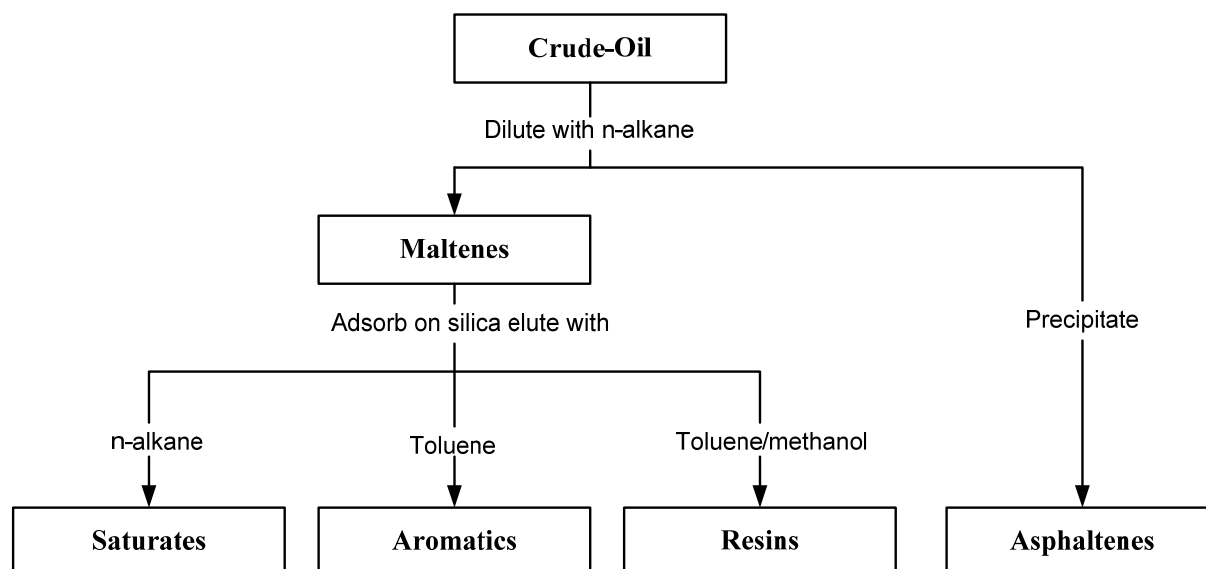 Crude-Oil
Dilute with n-alkane
Maltenes
Adsorb on silica elute with
Precipitate
n-alkane
Toluene
Toluene/methanol
Saturates
Aromatics
Resins
Asphaltenes